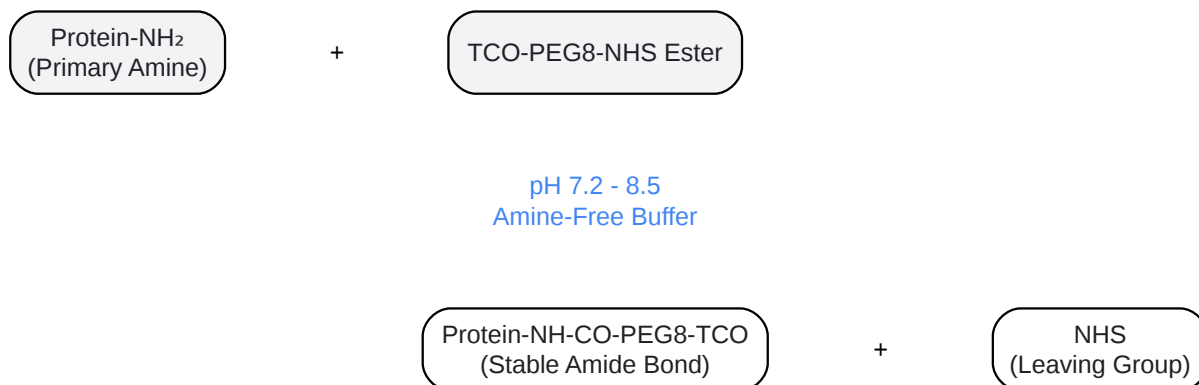 Protein-NH₂
(Primary Amine)
+
TCO-PEG8-NHS Ester
pH 7.2 - 8.5
Amine-Free Buffer
Protein-NH-CO-PEG8-TCO
(Stable Amide Bond)
+
NHS
(Leaving Group)